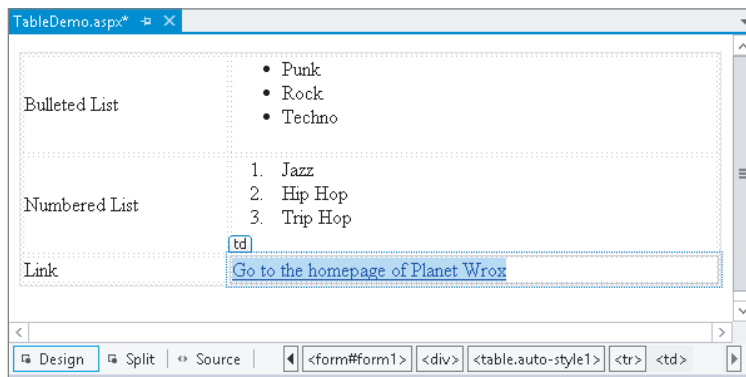 TableDemo.aspx*
Bulleted List
• Punk
• Rock
• Techno
Numbered List
1. Jazz
2. Hip Hop
3. Trip Hop
td
Link
Go to the homepage of Planet Wrox
Design Split Source <form#form1> <div> <table.auto-style1> <tr> <td>